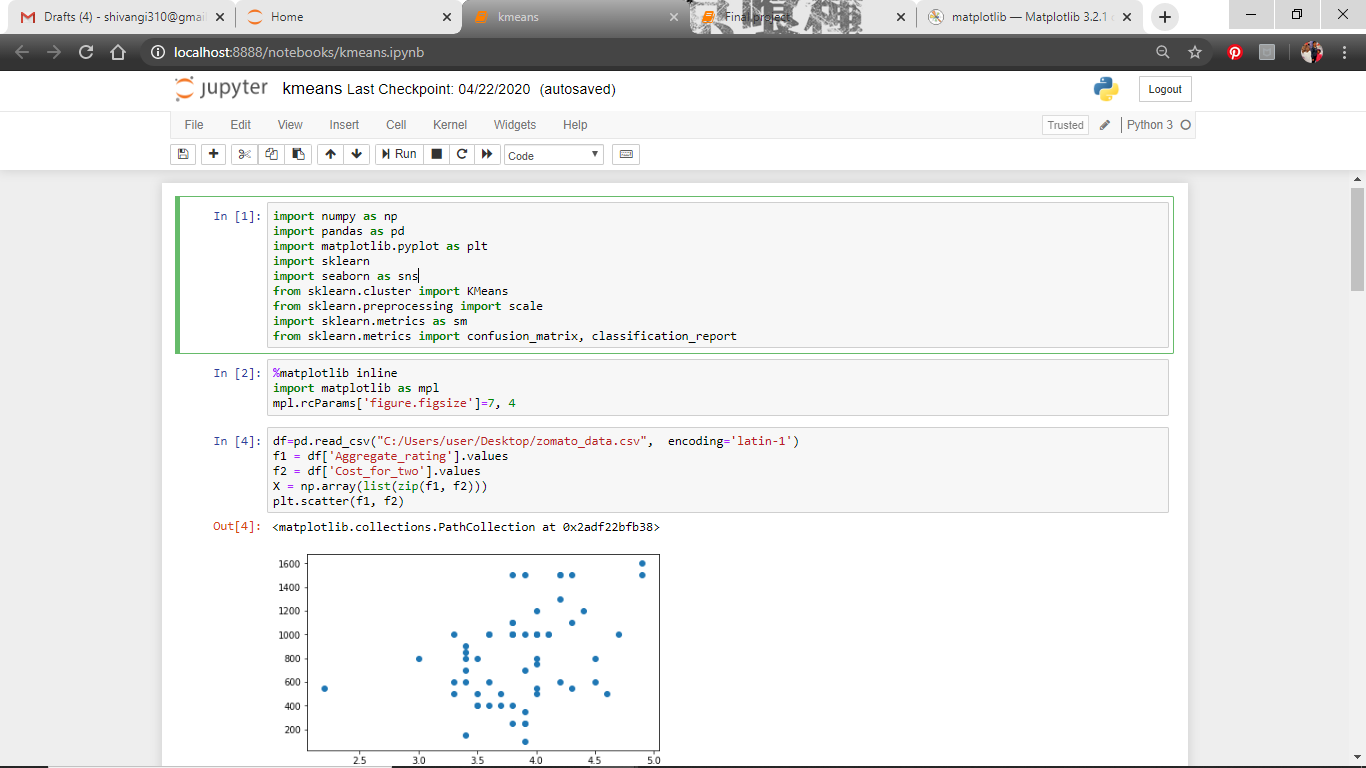 Drafts (4) - shivangi310@gmai
Home
kmeans
Final project
matplotlib — Matplotlib 3.2.1
localhost:8888/notebooks/kmeans.ipynb
jupyter kmeans Last Checkpoint: 04/22/2020 (autosaved)
Logout
File Edit View Insert Cell Kernel Widgets Help
Trusted
Python 3
Run
Code
In [1]: import numpy as np
import pandas as pd
import matplotlib.pyplot as plt
import sklearn
import seaborn as sns
from sklearn.cluster import KMeans
from sklearn.preprocessing import scale
import sklearn.metrics as sm
from sklearn.metrics import confusion_matrix, classification_report
In [2]: %matplotlib inline
import matplotlib as mpl
mpl.rcParams['figure.figsize']=7, 4
In [4]: df=pd.read_csv("C:/Users/user/Desktop/zomato_data.csv",  encoding='latin-1')
f1 = df['Aggregate_rating'].values
f2 = df['Cost_for_two'].values
X = np.array(list(zip(f1, f2)))
plt.scatter(f1, f2)
Out[4]: <matplotlib.collections.PathCollection at 0x2adf22bfb38>
1600
1400
1200
1000
800
600
400
200
2.5 3.0 3.5 4.0 4.5 5.0